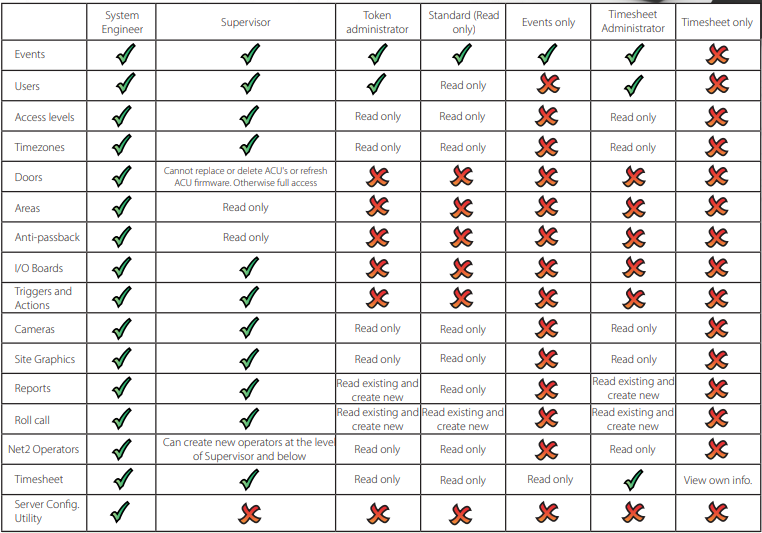 System Engineer Supervisor Token administrator Standard (Read only) Events only Timesheet Administrator Timesheet only
Events
Users Read only
Access levels Read only Read only Read only
Timezones Read only Read only Read only
Doors Cannot replace or delete ACU's or refresh ACU firmware. Otherwise full access
Areas Read only
Anti-passback Read only
I/O Boards
Triggers and Actions
Cameras Read only Read only Read only
Site Graphics Read only Read only Read only
Reports Read existing and create new Read only Read existing and create new
Roll call Read existing and create new Read existing and create new Read existing and create new
Net2 Operators Can create new operators at the level of Supervisor and below Read only Read only Read only
Timesheet Read only Read only Read only View own info.
Server Config. Utility